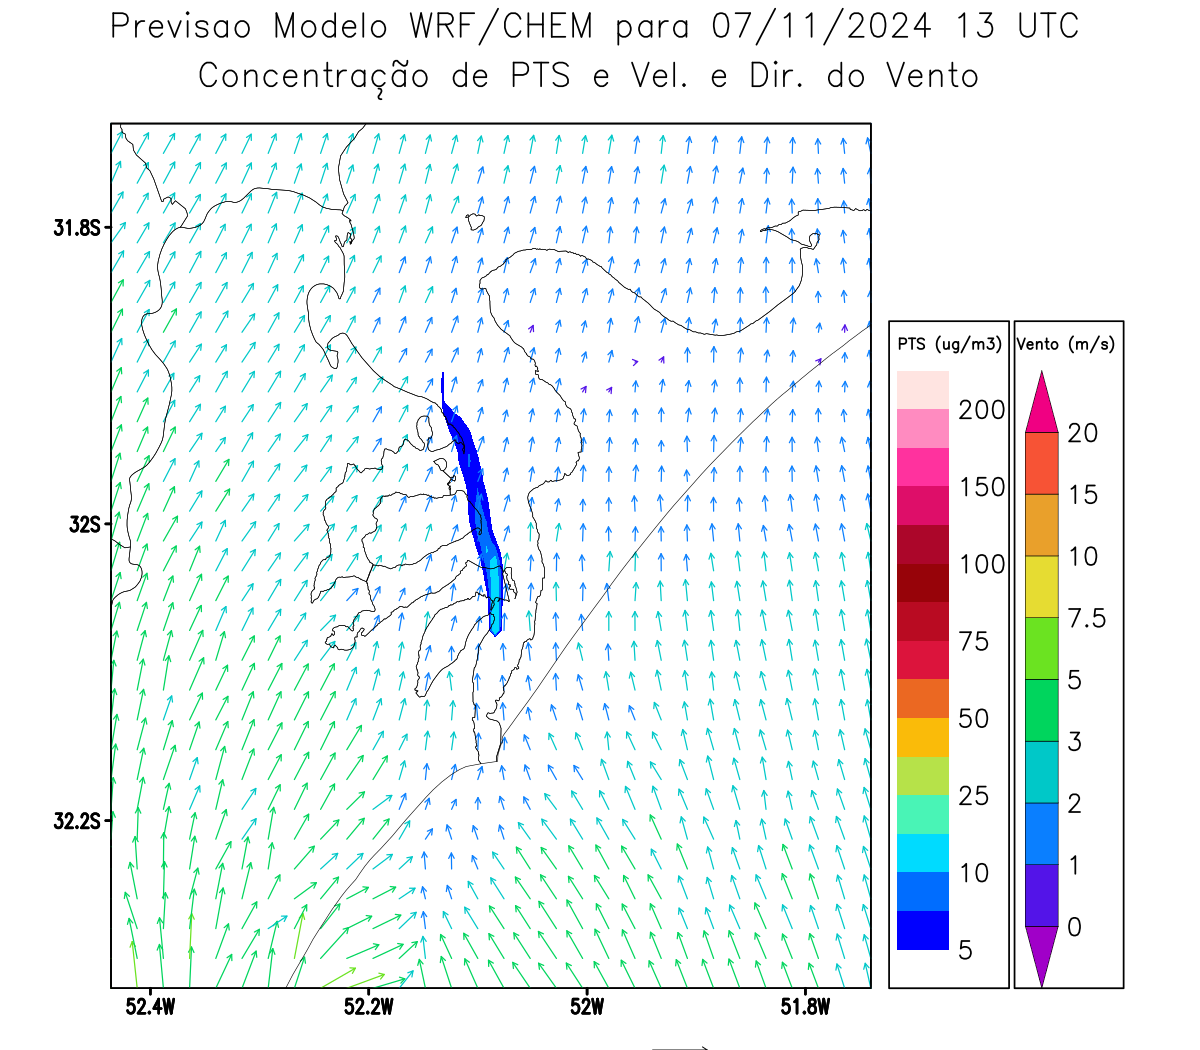 Previsao Modelo WRF/CHEM para 07/11/2024 13 UTC
Concentração de PTS e Vel. e Dir. do Vento
31.8S
32S
32.2S
52.4W 52.2W 52W 51.8W
PTS (ug/m3)
200
150
100
75
50
25
10
5
Vento (m/s)
20
15
10
7.5
5
3
2
1
0